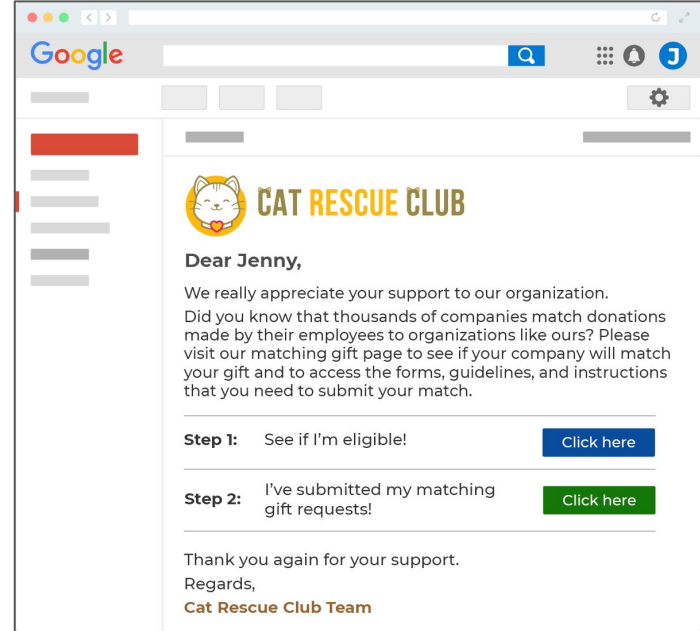 Google
J
CAT RESCUE CLUB
Dear Jenny,
We really appreciate your support to our organization.
Did you know that thousands of companies match donations
made by their employees to organizations like ours? Please
visit our matching gift page to see if your company will match
your gift and to access the forms, guidelines, and instructions
that you need to submit your match.
Step 1: See if I'm eligible! Click here
Step 2: I've submitted my matching
gift requests! Click here
Thank you again for your support.
Regards,
Cat Rescue Club Team